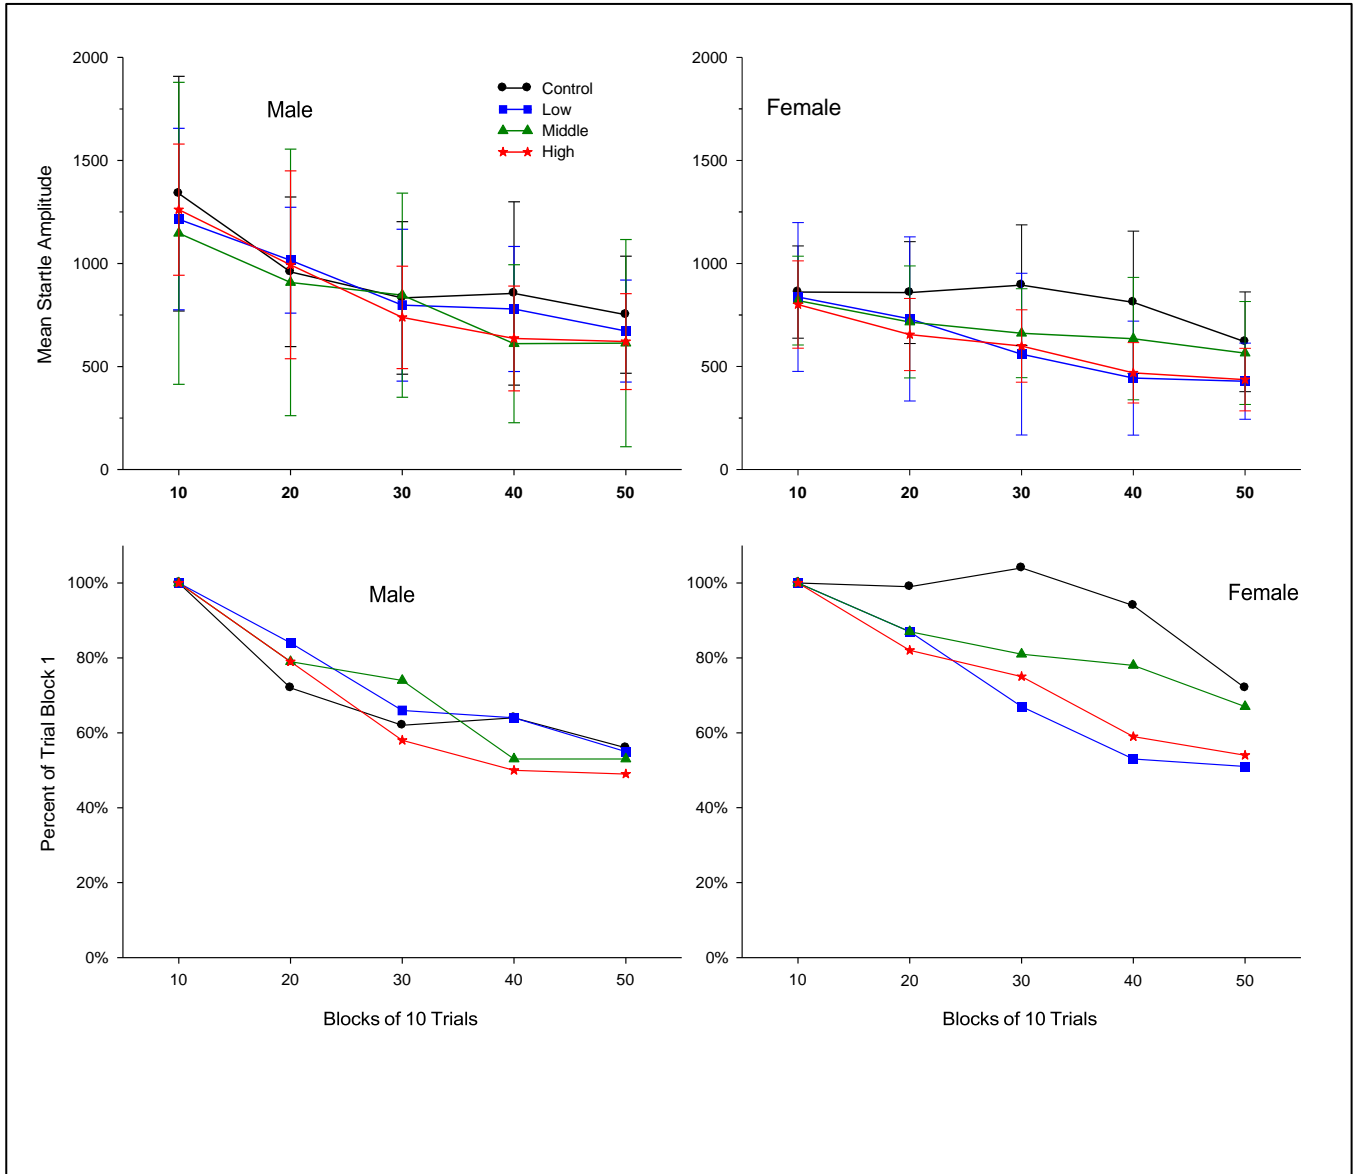 2000
1500
1000
500
0
Mean Startle Amplitude
Male
Control
Low
Middle
High
10 20 30 40 50
2000
1500
1000
500
0
Female
10 20 30 40 50
100%
80%
60%
40%
20%
0%
Percent of Trial Block 1
Male
10 20 30 40 50
Blocks of 10 Trials
100%
80%
60%
40%
20%
0%
Female
10 20 30 40 50
Blocks of 10 Trials